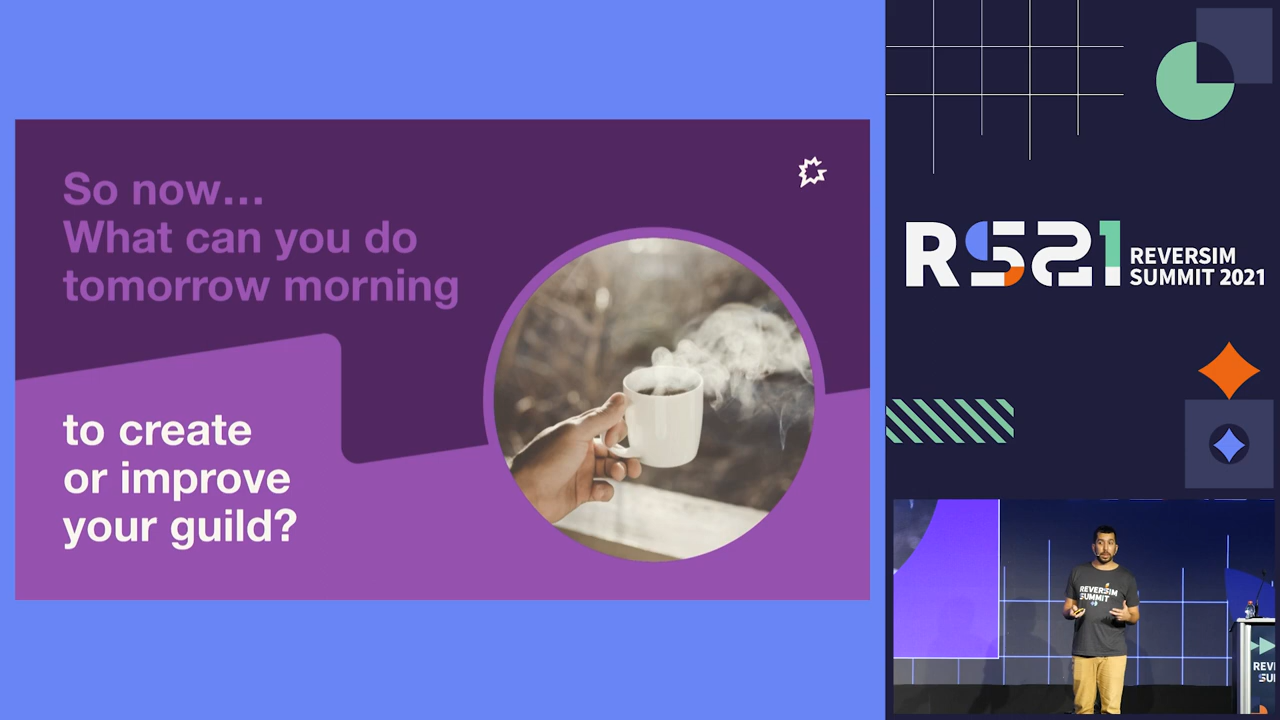 So now...
What can you do
tomorrow morning
to create
or improve
your guild?
RS21
REVERSIM
SUMMIT 2021
REVERSIM
SUMMIT